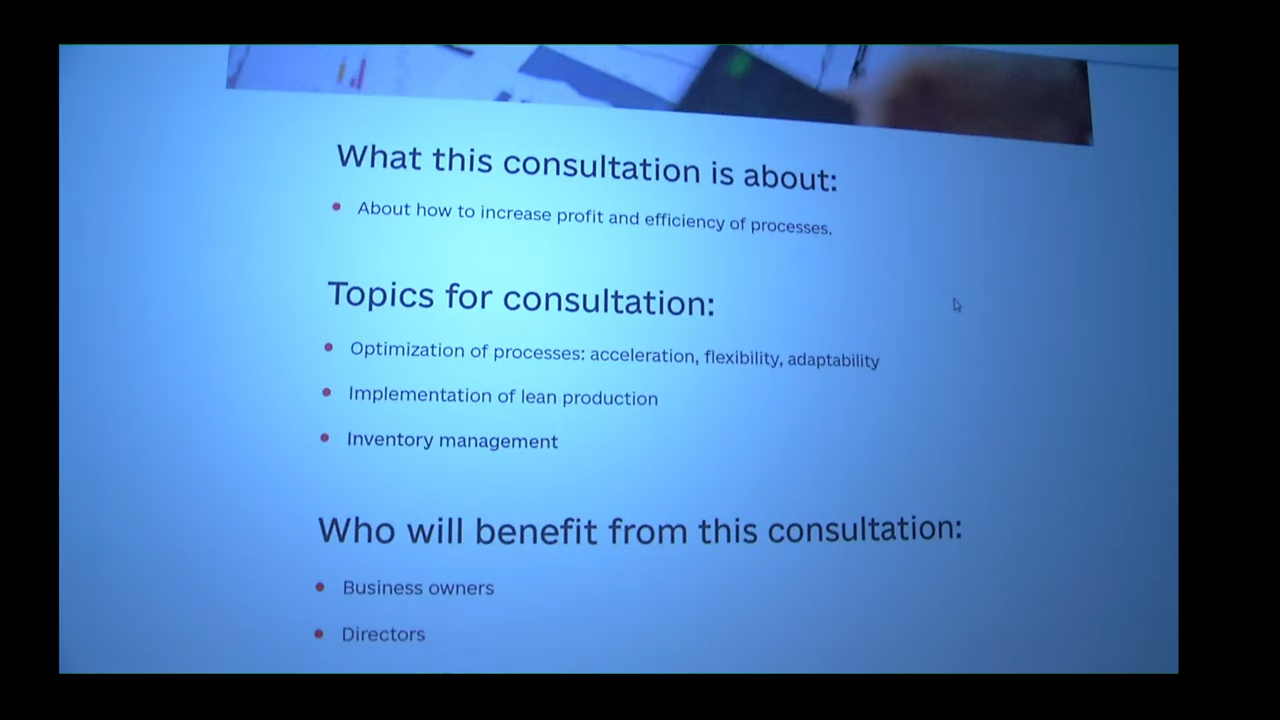 What this consultation is about:
About how to increase profit and efficiency of processes.
Topics for consultation:
Optimization of processes: acceleration, flexibility, adaptability
Implementation of lean production
Inventory management
Who will benefit from this consultation:
Business owners
Directors